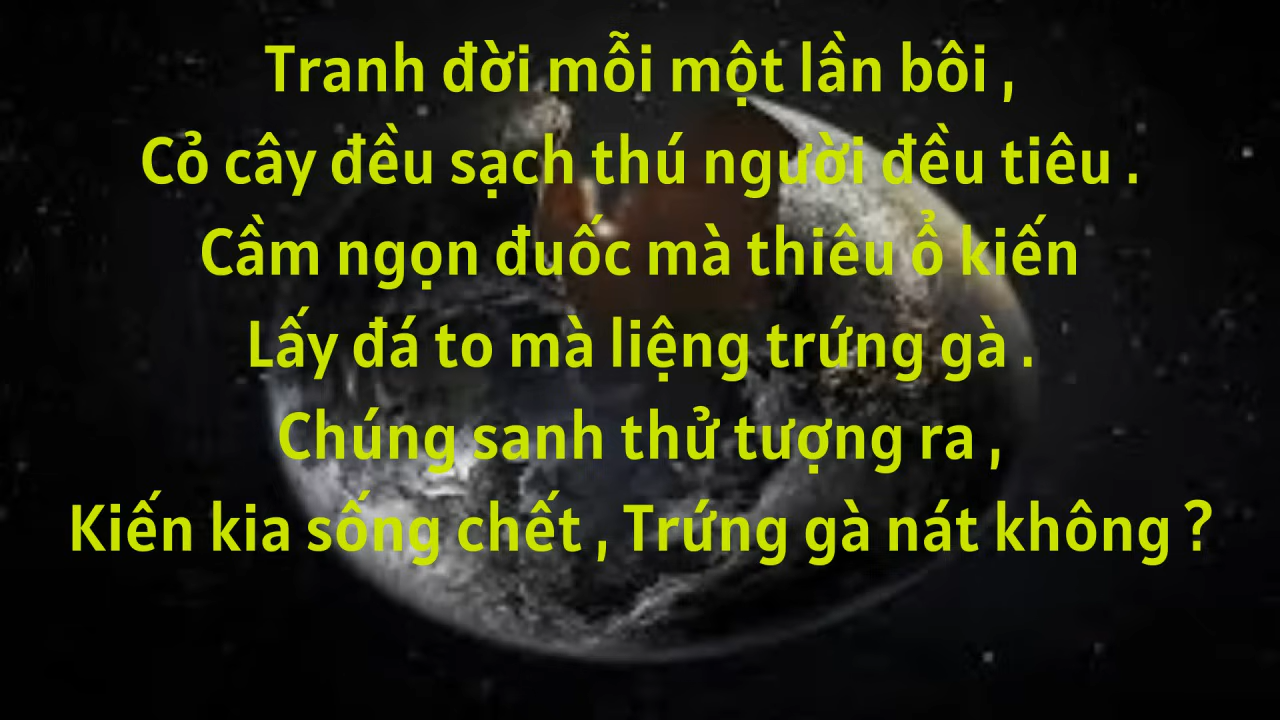 Tranh đời mỗi một lần bôi ,
Cỏ cây đều sạch thú người đều tiêu .
Cầm ngọn đuốc mà thiêu ổ kiến
Lấy đá to mà liệng trứng gà .
Chúng sanh thử tượng ra ,
Kiến kia sống chết , Trứng gà nát không ?